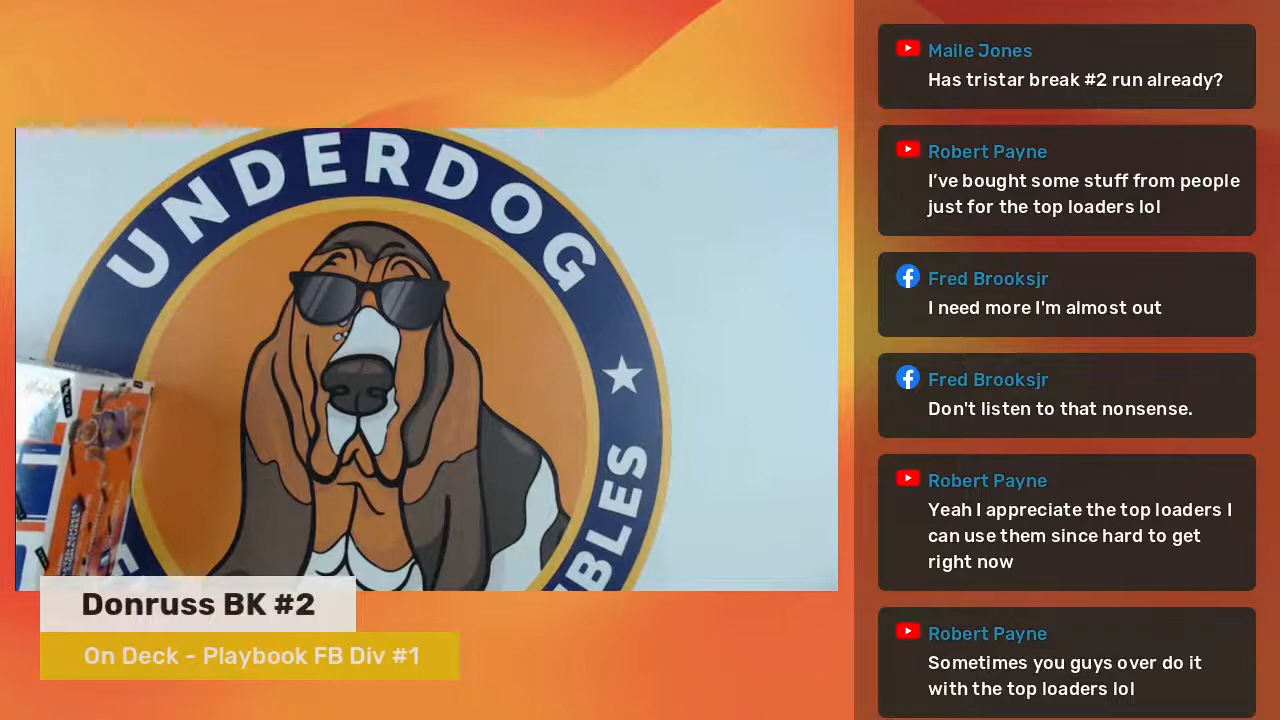 UNDERDOG
BLES
Donruss BK #2
On Deck - Playbook FB Div #1
Maile Jones
Has tristar break #2 run already?
Robert Payne
I’ve bought some stuff from people
just for the top loaders lol
Fred Brooksjr
I need more I'm almost out
Fred Brooksjr
Don't listen to that nonsense.
Robert Payne
Yeah I appreciate the top loaders I
can use them since hard to get
right now
Robert Payne
Sometimes you guys over do it
with the top loaders lol